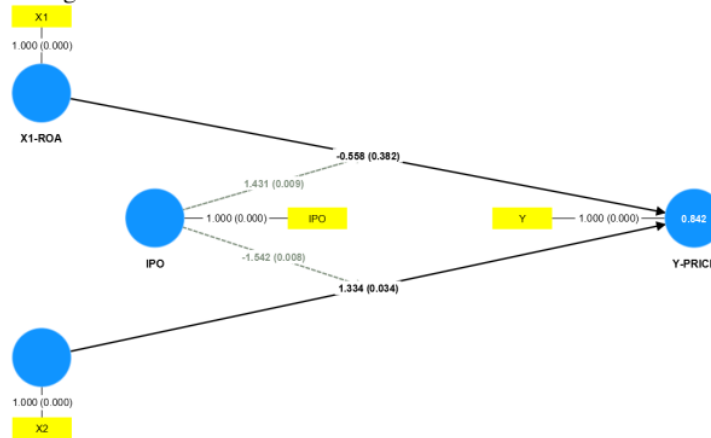 X1
1.000 (0.000)
X1-ROA
-0.558 (0.382)
1.431 (0.009)
1.000 (0.000)
IPO
Y
1.000 (0.000)
0.842
IPO
Y-PRICE
-1.542 (0.008)
1.334 (0.034)
1.000 (0.000)
X2